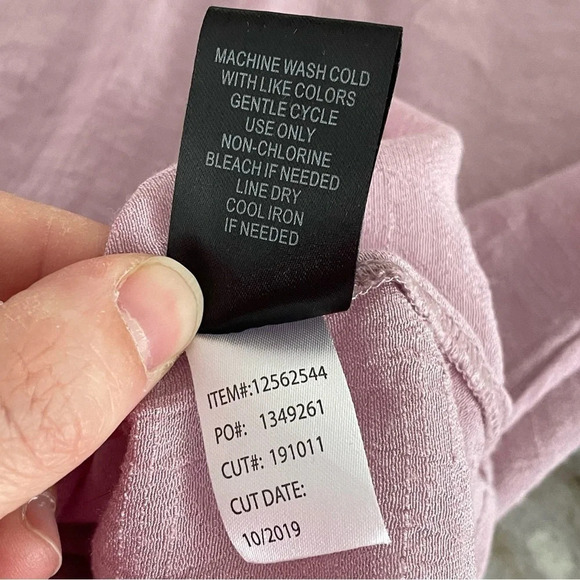 MACHINE WASH COLD
WITH LIKE COLORS
GENTLE CYCLE
USE ONLY
NON-CHLORINE
BLEACH IF NEEDED
LINE DRY
COOL IRON
IF NEEDED
ITEM#:12562544
PO#: 1349261
CUT#: 191011
CUT DATE:
10/2019